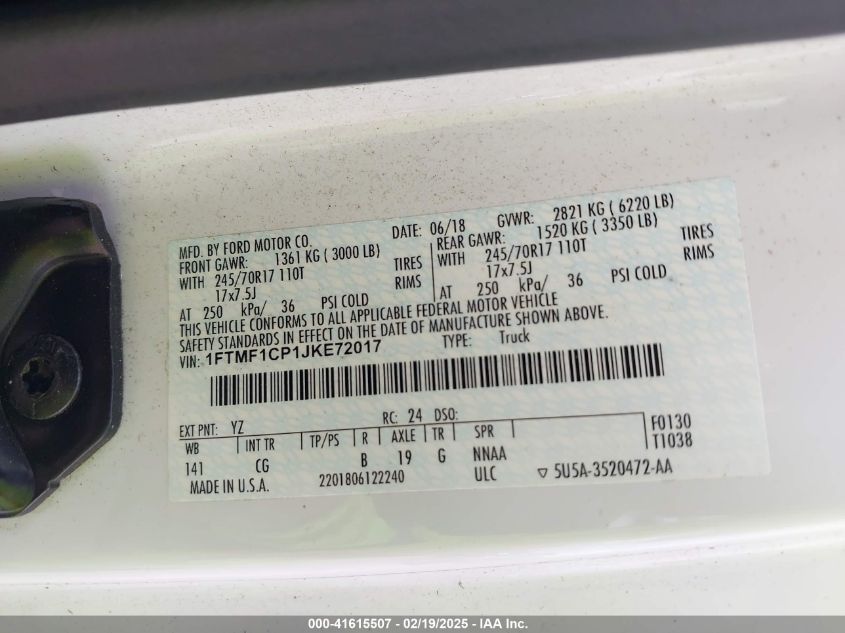 MFD. BY FORD MOTOR CO.
DATE: 06/18 GVWR: 2821 KG ( 6220 LB)
FRONT GAWR: 1361 KG ( 3000 LB)
REAR GAWR: 1520 KG ( 3350 LB)
WITH 245/70R17 110T TIRES
WITH 245/70R17 110T TIRES
17x7.5J RIMS
17x7.5J RIMS
AT 250 kPa/ 36 PSI COLD
AT 250 kPa/ 36 PSI COLD
THIS VEHICLE CONFORMS TO ALL APPLICABLE FEDERAL MOTOR VEHICLE
SAFETY STANDARDS IN EFFECT ON THE DATE OF MANUFACTURE SHOWN ABOVE.
VIN: 1FTMF1CP1JKE72017 TYPE: Truck
EXT PNT: YZ RC: 24 DSO: F0130
WB INT TR TP/PS R AXLE TR SPR T1038
141 CG B 19 G NNAA
MADE IN U.S.A. 2201806122240 ULC ▽ 5U5A-3520472-AA
000-41615507 - 02/19/2025 - IAA Inc.